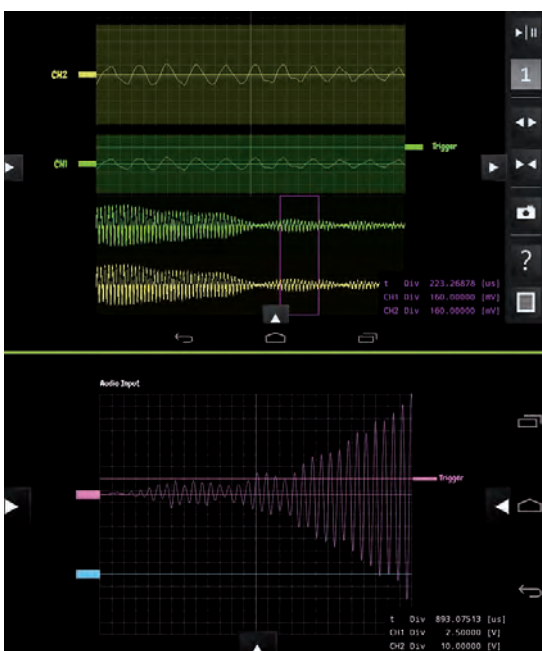 CH2
1
Trigger
CH1
?
t Div 223.26878 [us]
CH1 Div 160.00000 [mV]
CH2 Div 160.00000 [mV]
Audio Input
Trigger
t Div 893.07513 [us]
CH1 Div 2.50000 [V]
CH2 Div 10.00000 [V]